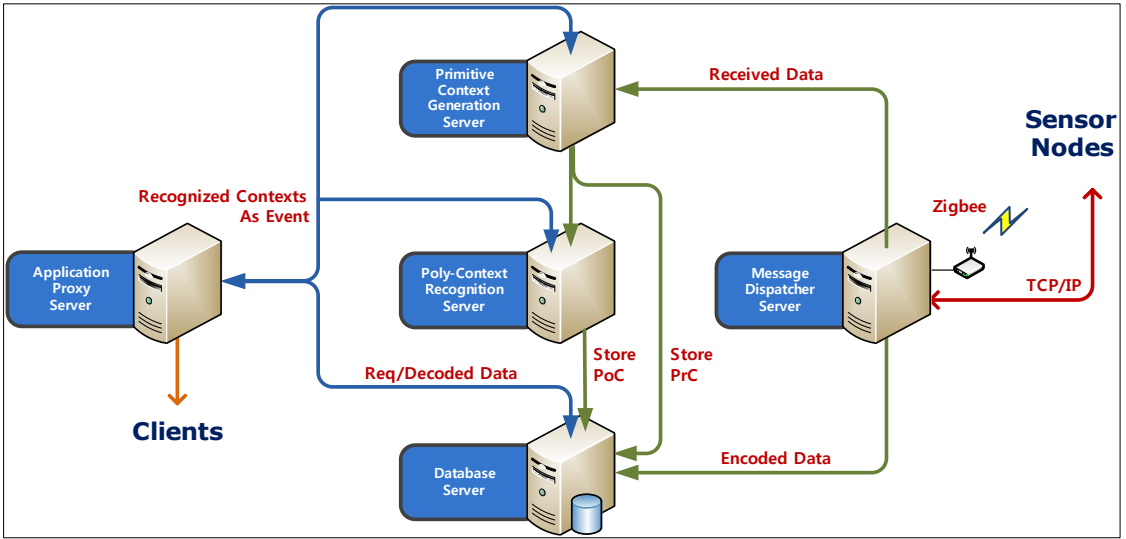 Primitive
Context
Generation
Server
Received Data
Sensor
Nodes
Recognized Contexts
As Event
Zigbee
Application
Proxy
Server
Poly-Context
Recognition
Server
Message
Dispatcher
Server
TCP/IP
Store
PoC
Store
PrC
Req/Decoded Data
Clients
Encoded Data
Database
Server